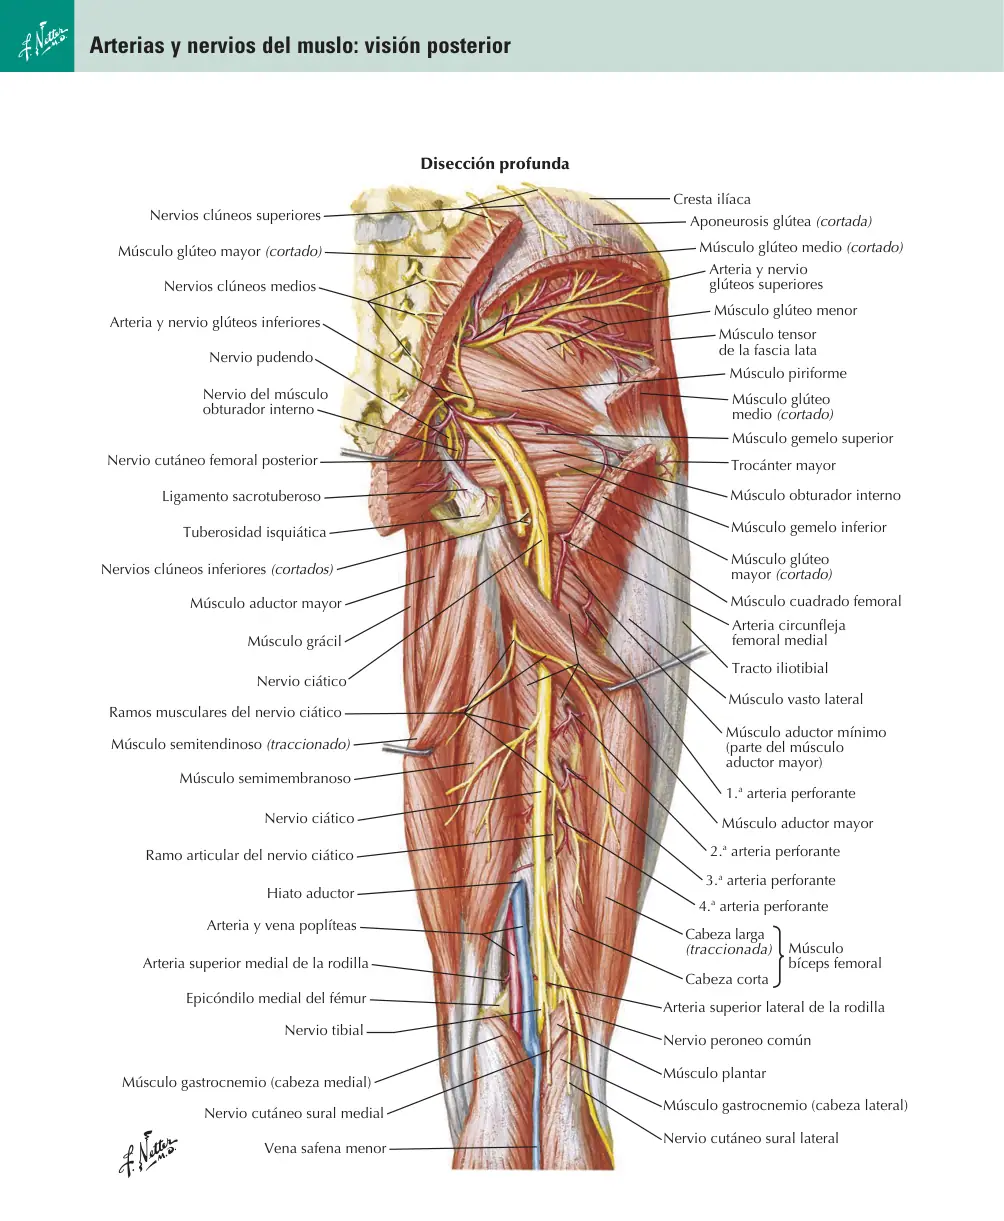 F. Netter M.D.
Arterias y nervios del muslo: visión posterior
Disección profunda
Nervios clúneos superiores
Músculo glúteo mayor (cortado)
Nervios clúneos medios
Arteria y nervio glúteos inferiores
Nervio pudendo
Nervio del músculo
obturador interno
Nervio cutáneo femoral posterior
Ligamento sacrotuberoso
Tuberosidad isquiática
Nervios clúneos inferiores (cortados)
Músculo aductor mayor
Músculo grácil
Nervio ciático
Ramos musculares del nervio ciático
Músculo semitendinoso (traccionado)
Músculo semimembranoso
Nervio ciático
Ramo articular del nervio ciático
Hiato aductor
Arteria y vena poplíteas
Arteria superior medial de la rodilla
Epicóndilo medial del fémur
Nervio tibial
Músculo gastrocnemio (cabeza medial)
Nervio cutáneo sural medial
Vena safena menor
Cresta ilíaca
Aponeurosis glútea (cortada)
Músculo glúteo medio (cortado)
Arteria y nervio
glúteos superiores
Músculo glúteo menor
Músculo tensor
de la fascia lata
Músculo piriforme
Músculo glúteo
medio (cortado)
Músculo gemelo superior
Trocánter mayor
Músculo obturador interno
Músculo gemelo inferior
Músculo glúteo
mayor (cortado)
Músculo cuadrado femoral
Arteria circunfleja
femoral medial
Tracto iliotibial
Músculo vasto lateral
Músculo aductor mínimo
(parte del músculo
aductor mayor)
1.ª arteria perforante
Músculo aductor mayor
2.ª arteria perforante
3.ª arteria perforante
4.ª arteria perforante
Cabeza larga
(traccionada)
Músculo
bíceps femoral
Cabeza corta
Arteria superior lateral de la rodilla
Nervio peroneo común
Músculo plantar
Músculo gastrocnemio (cabeza lateral)
Nervio cutáneo sural lateral
F. Netter M.D.